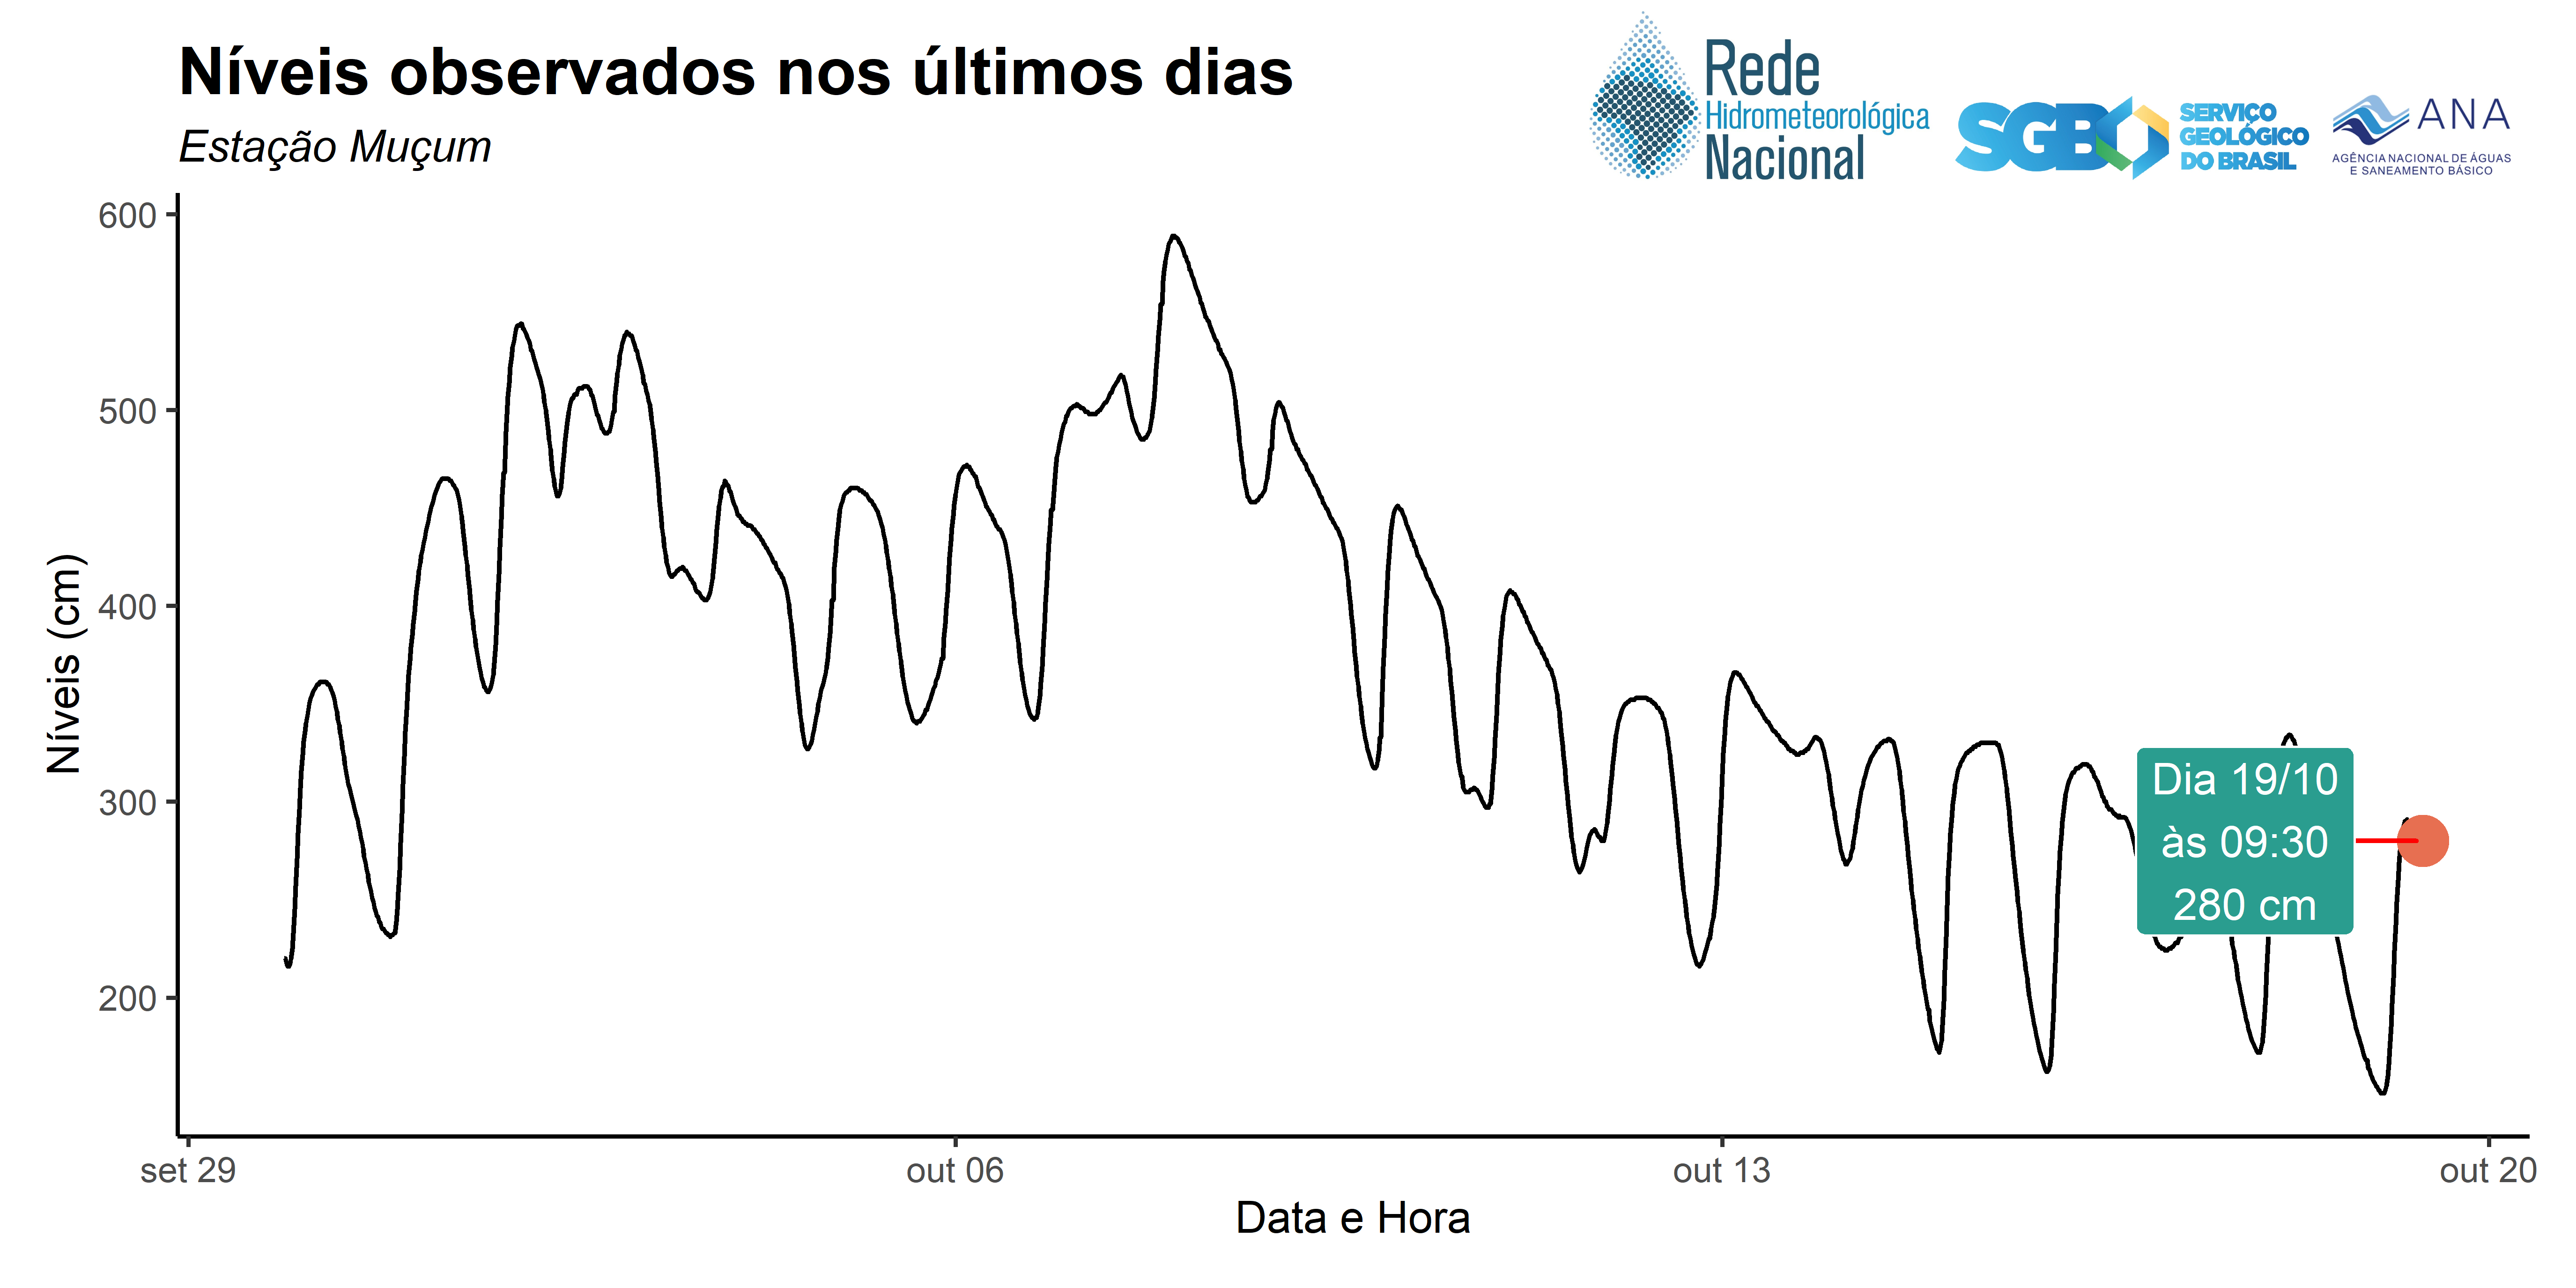 Níveis observados nos últimos dias
Estação Muçum
Rede
Hidrometeorológica
Nacional
SGB
SERVIÇO
GEOLÓGICO
DO BRASIL
ANA
AGÊNCIA NACIONAL DE ÁGUAS
E SANEAMENTO BÁSICO
Níveis (cm)
600
500
400
300
200
Dia 19/10
às 09:30
280 cm
set 29
out 06
out 13
out 20
Data e Hora